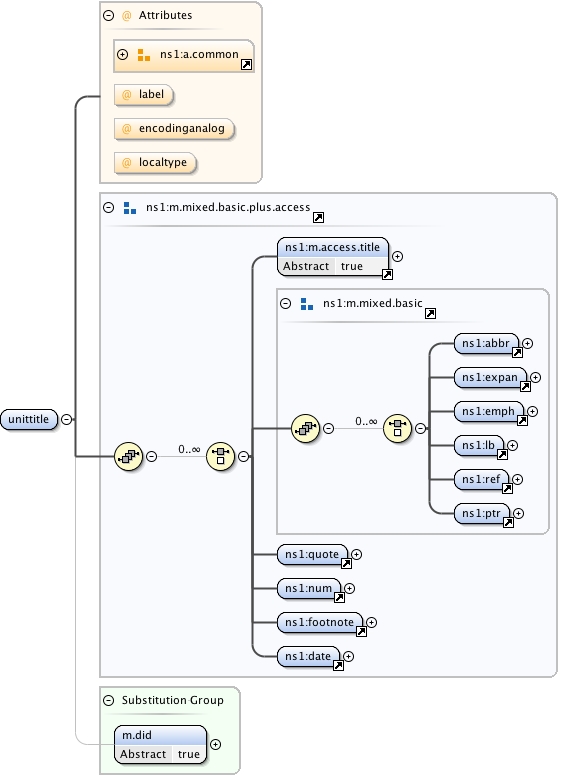 @ Attributes
ns1:a.common
@ label
@ encodinganalog
@ localtype
ns1:m.mixed.basic.plus.access
ns1:m.access.title
Abstract true
ns1:m.mixed.basic
ns1:abbr
ns1:expan
0..∞
ns1:emph
unittitle
0..∞
ns1:lb
ns1:ref
ns1:ptr
ns1:quote
ns1:num
ns1:footnote
ns1:date
Substitution Group
m.did
Abstract true